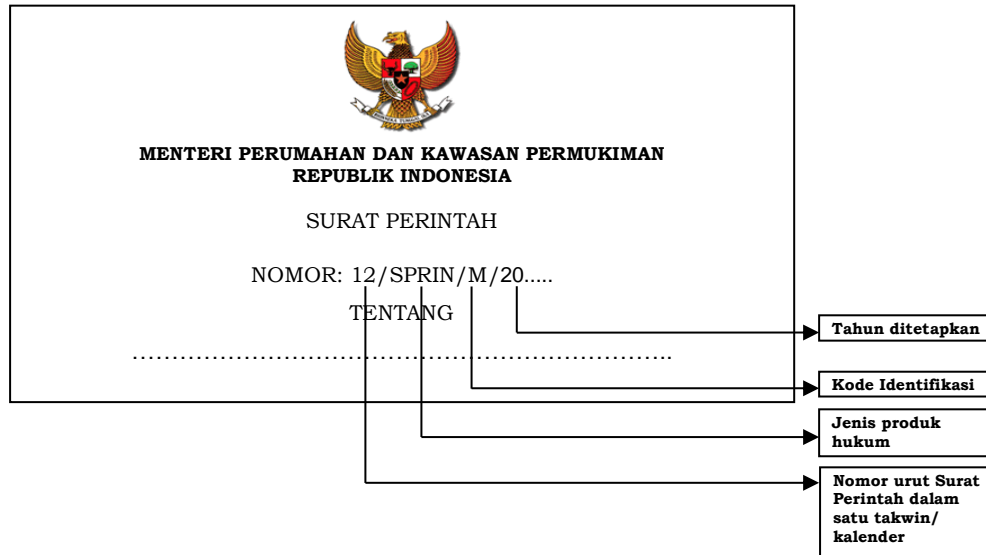 MENTERI PERUMAHAN DAN KAWASAN PERMUKIMAN
REPUBLIK INDONESIA
SURAT PERINTAH
NOMOR: 12/SPRIN/M/20.....
TENTANG
………………………………………………………….
Tahun ditetapkan
Kode Identifikasi
Jenis produk
hukum
Nomor urut Surat
Perintah dalam
satu takwin/
kalender